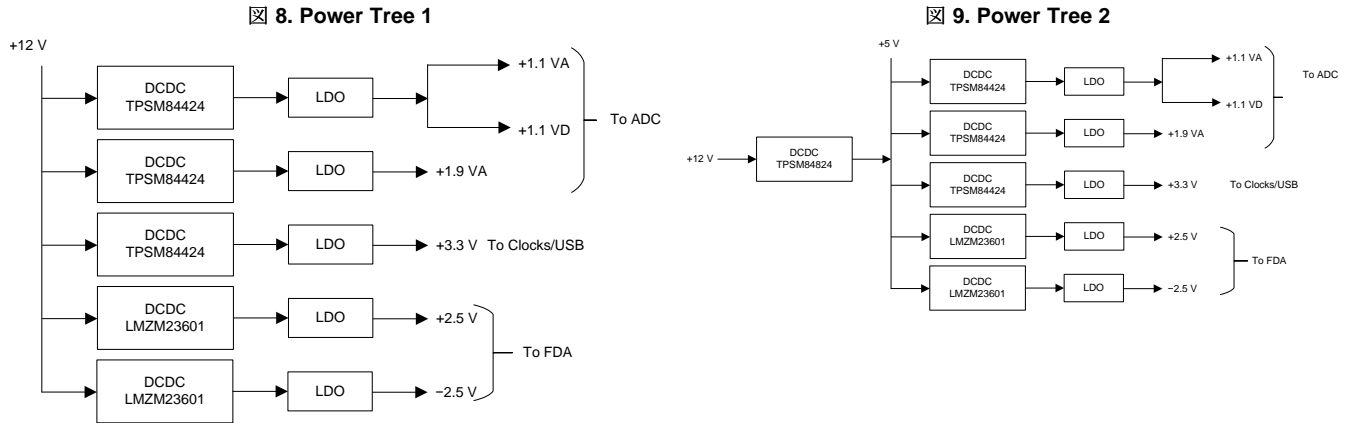 図 8. Power Tree 1
+12 V
DCDC
TPSM84424
LDO
+1.1 VA
+1.1 VD
To ADC
DCDC
TPSM84424
LDO
+1.9 VA
DCDC
TPSM84424
LDO
+3.3 V
To Clocks/USB
DCDC
LMZM23601
LDO
+2.5 V
To FDA
DCDC
LMZM23601
LDO
−2.5 V
図 9. Power Tree 2
+12 V
DCDC
TPSM84824
+5 V
DCDC
TPSM84424
LDO
+1.1 VA
+1.1 VD
To ADC
DCDC
TPSM84424
LDO
+1.9 VA
DCDC
TPSM84424
LDO
+3.3 V
To Clocks/USB
DCDC
LMZM23601
LDO
+2.5 V
To FDA
DCDC
LMZM23601
LDO
−2.5 V